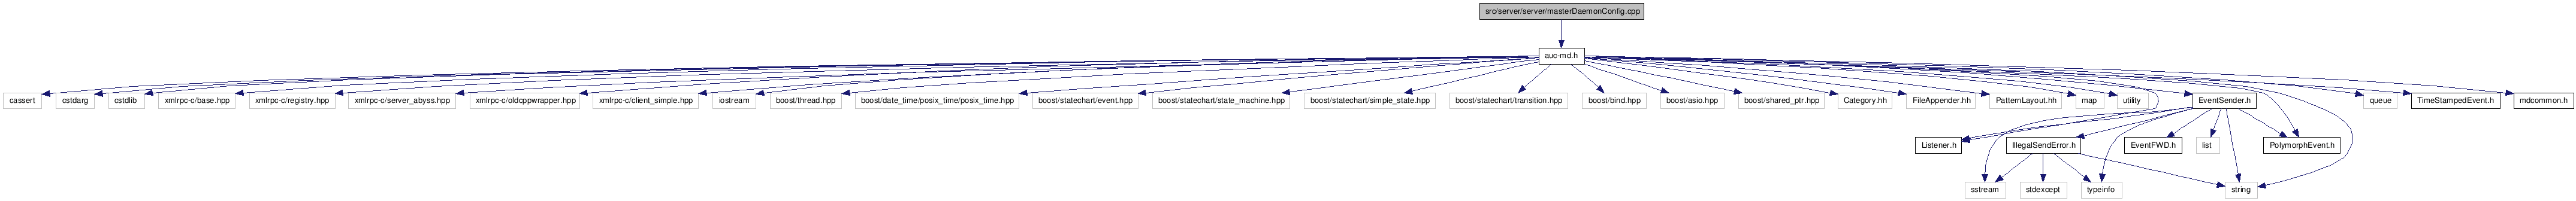 src/server/server/masterDaemonConfig.cpp
auc-md.h
cassert
cstdarg
cstdlib
xmlrpc-c/base.hpp
xmlrpc-c/registry.hpp
xmlrpc-c/server_abyss.hpp
xmlrpc-c/oldcppwrapper.hpp
xmlrpc-c/client_simple.hpp
iostream
boost/thread.hpp
boost/date_time/posix_time/posix_time.hpp
boost/statechart/event.hpp
boost/statechart/state_machine.hpp
boost/statechart/simple_state.hpp
boost/statechart/transition.hpp
boost/bind.hpp
boost/asio.hpp
boost/shared_ptr.hpp
Category.hh
FileAppender.hh
PatternLayout.hh
map
utility
EventSender.h
queue
TimeStampedEvent.h
mdcommon.h
Listener.h
IllegalSendError.h
EventFWD.h
list
PolymorphEvent.h
sstream
stdexcept
typeinfo
string